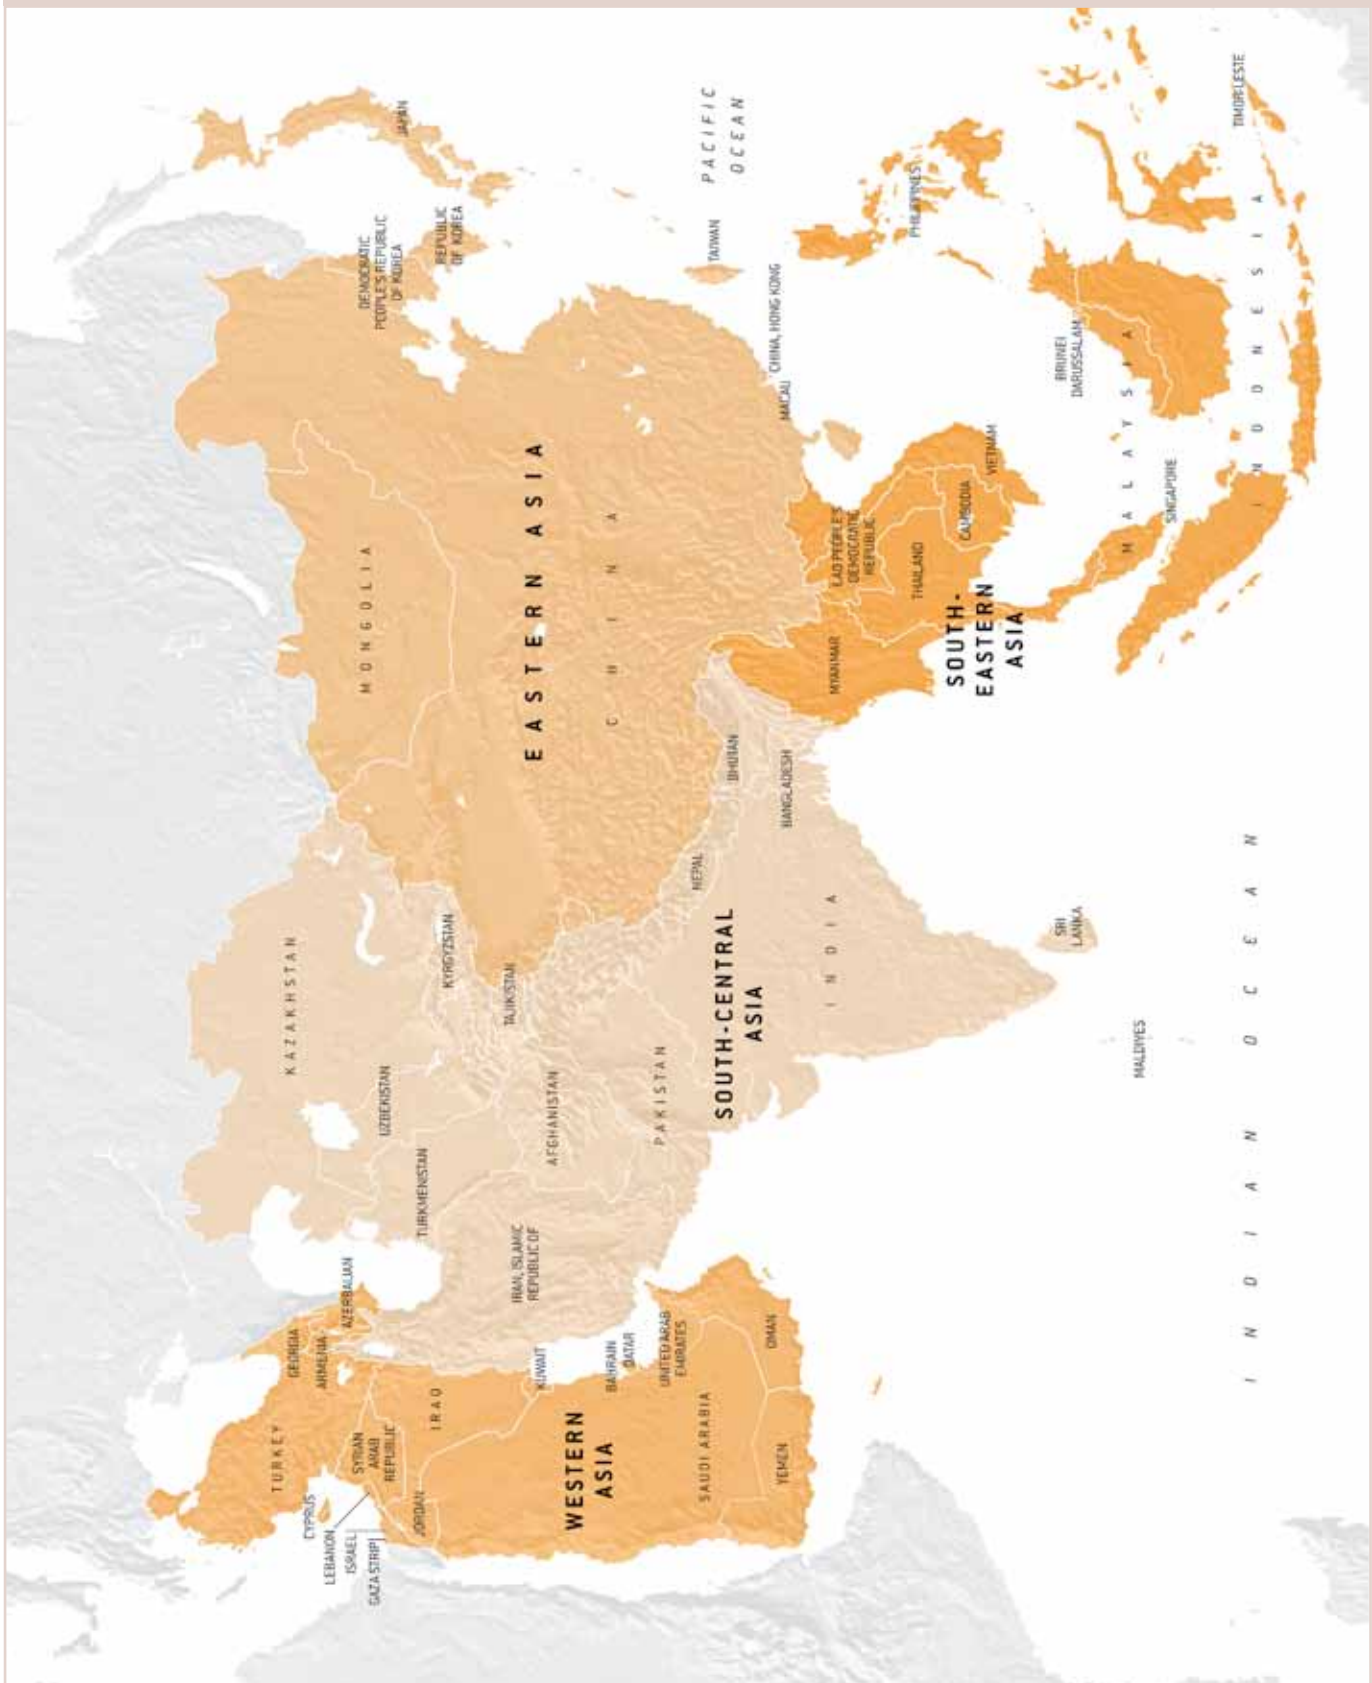 KAZAKHSTAN
MONGOLIA
UZBEKISTAN
KYRGYZSTAN
TURKMENISTAN
TAJIKISTAN
GEORGIA
ARMENIA
AZERBAIJAN
TURKEY
CYPRUS
LEBANON
ISRAEL
GAZA STRIP
SYRIAN
ARAB
REPUBLIC
JORDAN
IRAQ
KUWAIT
WESTERN
ASIA
BAHRAIN
QATAR
UNITED ARAB
EMIRATES
SAUDI ARABIA
OMAN
YEMEN
IRAN, ISLAMIC
REPUBLIC OF
AFGHANISTAN
PAKISTAN
SOUTH-CENTRAL
ASIA
INDIA
NEPAL
BHUTAN
BANGLADESH
SRI
LANKA
MALDIVES
INDIAN OCEAN
EASTERN ASIA
CHINA
DEMOCRATIC
PEOPLE'S REPUBLIC
OF KOREA
REPUBLIC
OF KOREA
JAPAN
PACIFIC
OCEAN
TAIWAN
CHINA, HONG KONG
MACAU
MYANMAR
LAO PEOPLE'S
DEMOCRATIC
REPUBLIC
THAILAND
CAMBODIA
VIETNAM
SOUTH-
EASTERN
ASIA
PHILIPPINES
BRUNEI
DARUSSALAM
MALAYSIA
SINGAPORE
INDONESIA
TIMOR-LESTE